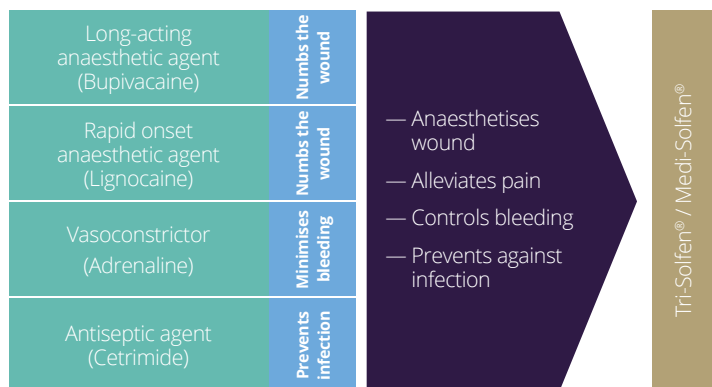 Long-acting
anaesthetic agent
(Bupivacaine)
Numbs the
wound
Rapid onset
anaesthetic agent
(Lignocaine)
Numbs the
wound
Vasoconstrictor
(Adrenaline)
Minimises
bleeding
Antiseptic agent
(Cetrimide)
Prevents
infection
— Anaesthetises
wound
— Alleviates pain
— Controls bleeding
— Prevents against
infection
Tri-Solfen® / Medi-Solfen®